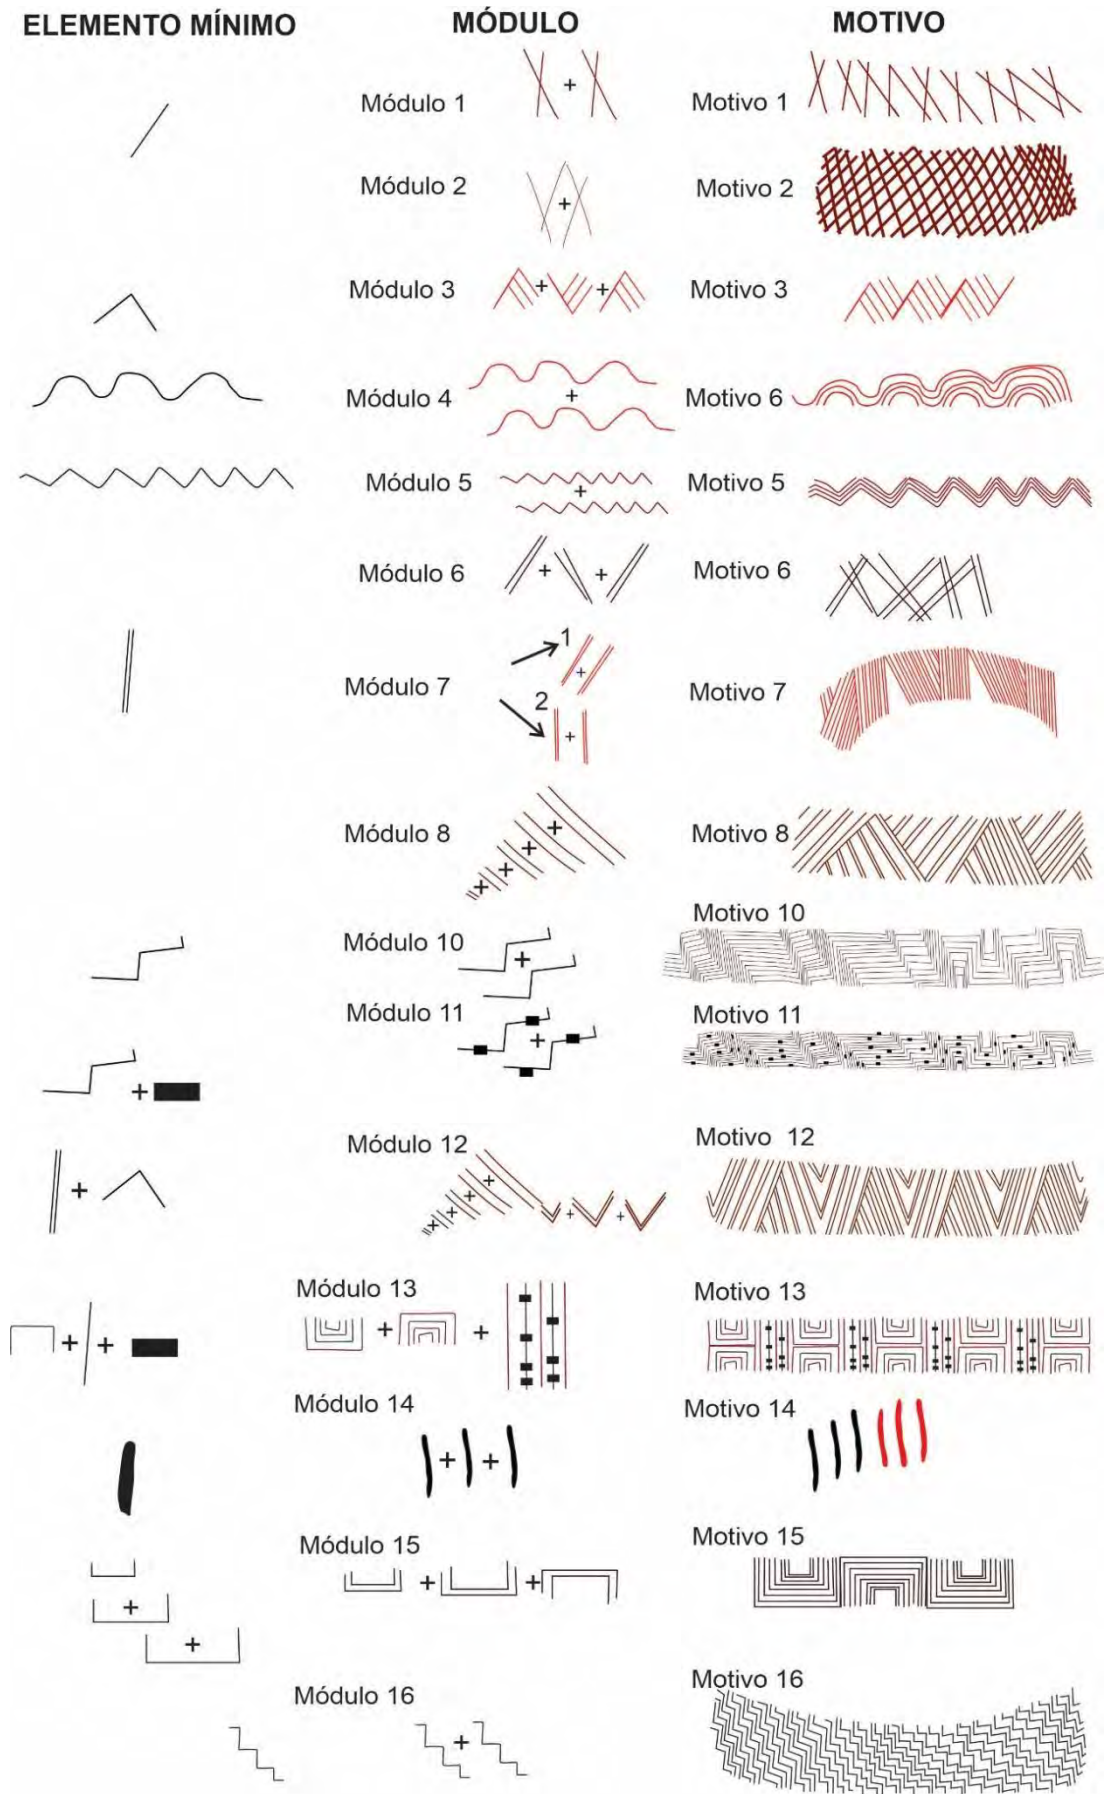 ELEMENTO MÍNIMO MÓDULO MOTIVO
Módulo 1 + Motivo 1
Módulo 2 + Motivo 2
Módulo 3 + + Motivo 3
Módulo 4 + Motivo 6
Módulo 5 + Motivo 5
Módulo 6 + + Motivo 6
1
Módulo 7 + Motivo 7
2
+
Módulo 8 + + + + Motivo 8
Motivo 10
Módulo 10 +
Módulo 11 + Motivo 11
+
Módulo 12 Motivo 12
+ + + + + + +
Módulo 13 Motivo 13
+ + + +
Módulo 14 Motivo 14
+ +
Módulo 15 Motivo 15
+ +
+
+
Módulo 16 Motivo 16
+